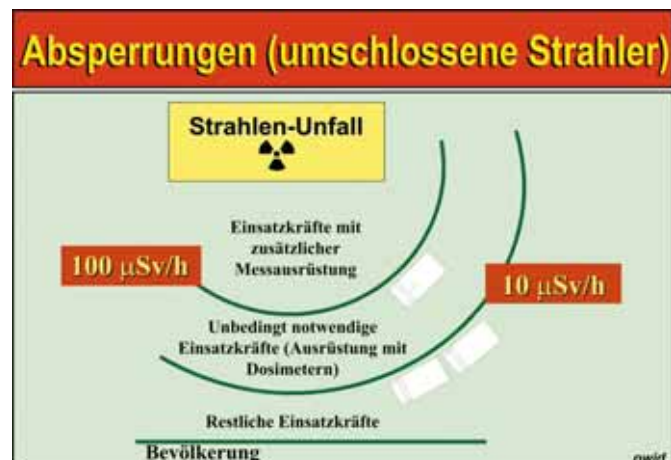 Absperrungen (umschlossene Strahler)
Strahlen-Unfall
Einsatzkräfte mit
zusätzlicher
Messausrüstung
100 µSv/h
10 µSv/h
Unbedingt notwendige
Einsatzkräfte (Ausrüstung mit
Dosimetern)
Restliche Einsatzkräfte
Bevölkerung